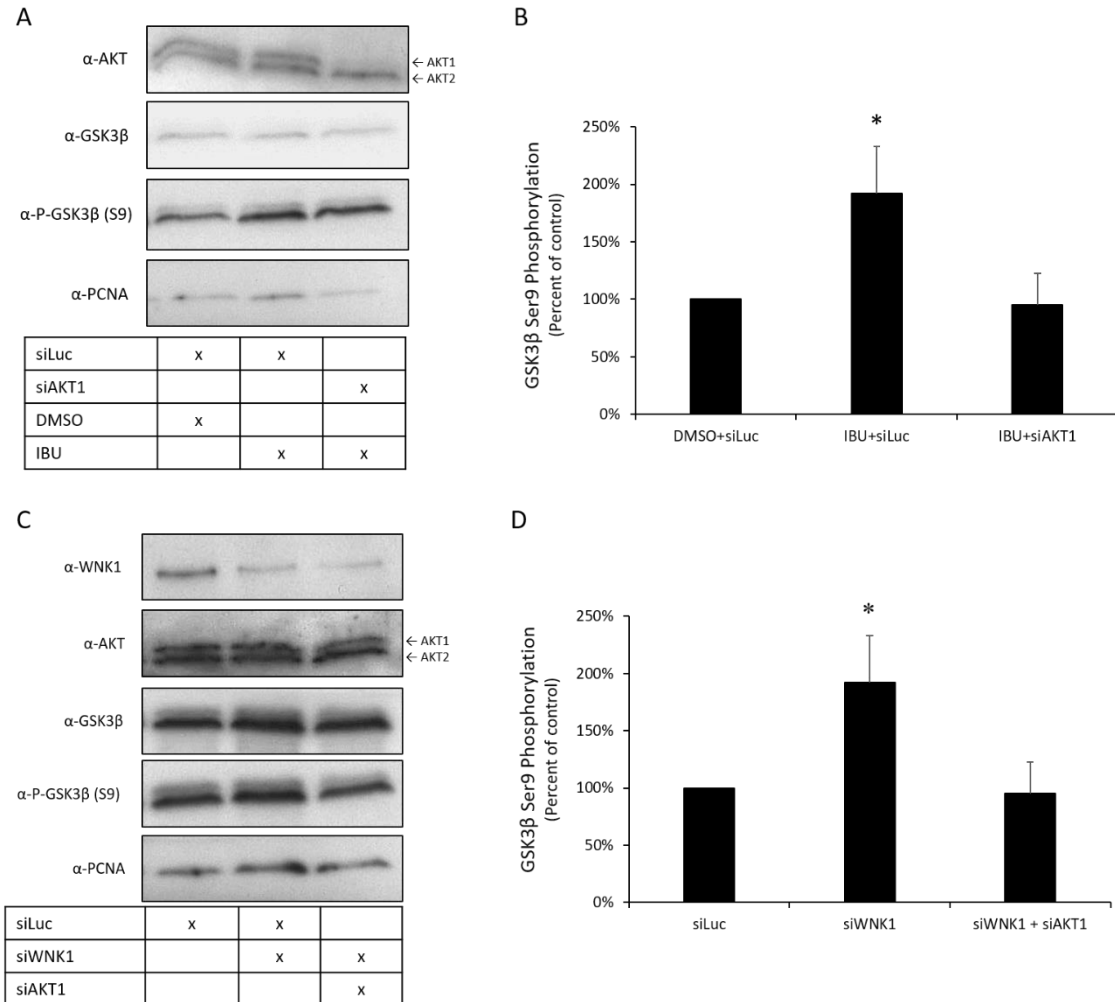 A
α-AKT
← AKT1
← AKT2
α-GSK3β
α-P-GSK3β (S9)
α-PCNA
siLuc x x
siAKT1 x
DMSO x
IBU x x
B
GSK3β Ser9 Phosphorylation
(Percent of control)
250%
200%
150%
100%
50%
0%
*
DMSO+siLuc IBU+siLuc IBU+siAKT1
C
α-WNK1
α-AKT
← AKT1
← AKT2
α-GSK3β
α-P-GSK3β (S9)
α-PCNA
siLuc x x
siWNK1 x x
siAKT1 x
D
GSK3β Ser9 Phosphorylation
(Percent of control)
250%
200%
150%
100%
50%
0%
*
siLuc siWNK1 siWNK1 + siAKT1